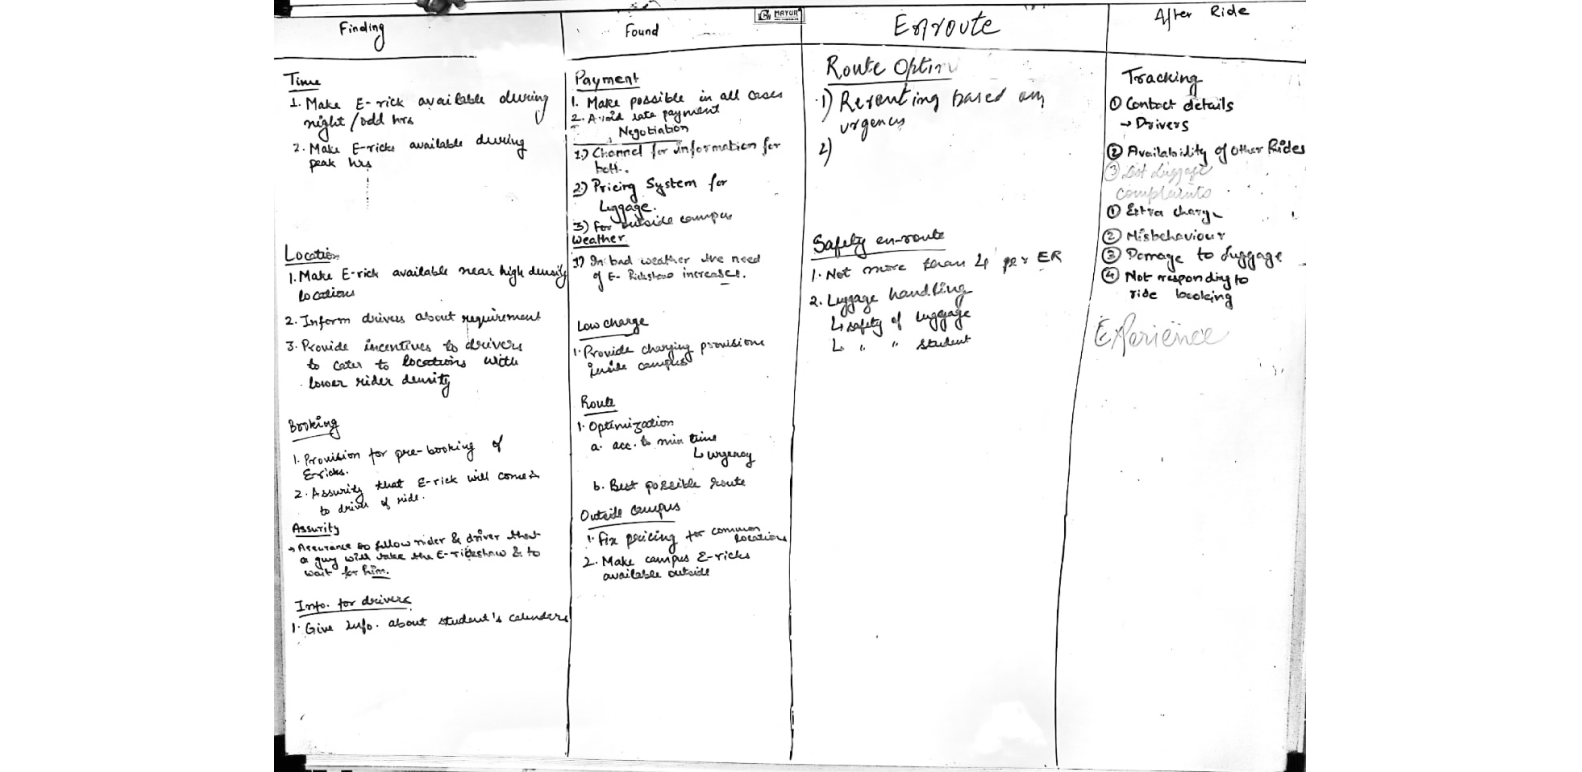 Finding
Time
1. Make E-rick available during
night/odd hrs
2. Make E-ricks available during
peak hrs
Location
1. Make E-rick available near high density
locations
2. Inform drivers about requirement
3. Provide incentives to drivers
to cater to locations with
lower rider density
Booking
1. Provision for pre-booking of
E-ricks.
2. Assurity that E-rick will come
to driver of ride.
Assurity
→ Assurance to fellow rider & driver that
a guy will take the E-rickshaw & to
wait for him.
Info. for drivers
1. Give info. about student's calenders
Found
MAYUR
Payment
1. Make possible in all cases
2. Avoid late payment
Negotiation
1.) Channel for information for
both.
2) Pricing System for
Luggage.
3) For outside campus
Weather
1) In bad weather the need
of E-Rickshaw increases.
Low charge
1. Provide charging provisions
inside campus
Route
1. Optimization
a. acc. to min time
↳ urgency
b. Best possible route
Outside campus
1. Fix pricing for common
locations
2. Make campus E-ricks
available outside
Enroute
Route Optim
1) Rerouting based on
urgency
2)
Safety en-route
1. Not more than 4 per ER
2. Luggage handling
↳ safety of luggage
↳ " " student
After Ride
Tracking
① Contact details
→ Drivers
② Availability of other Rides
③ Lost Luggage
complaints
① Extra charge
② Misbehaviour
③ Damage to Luggage
④ Not responding to
ride booking
Experience